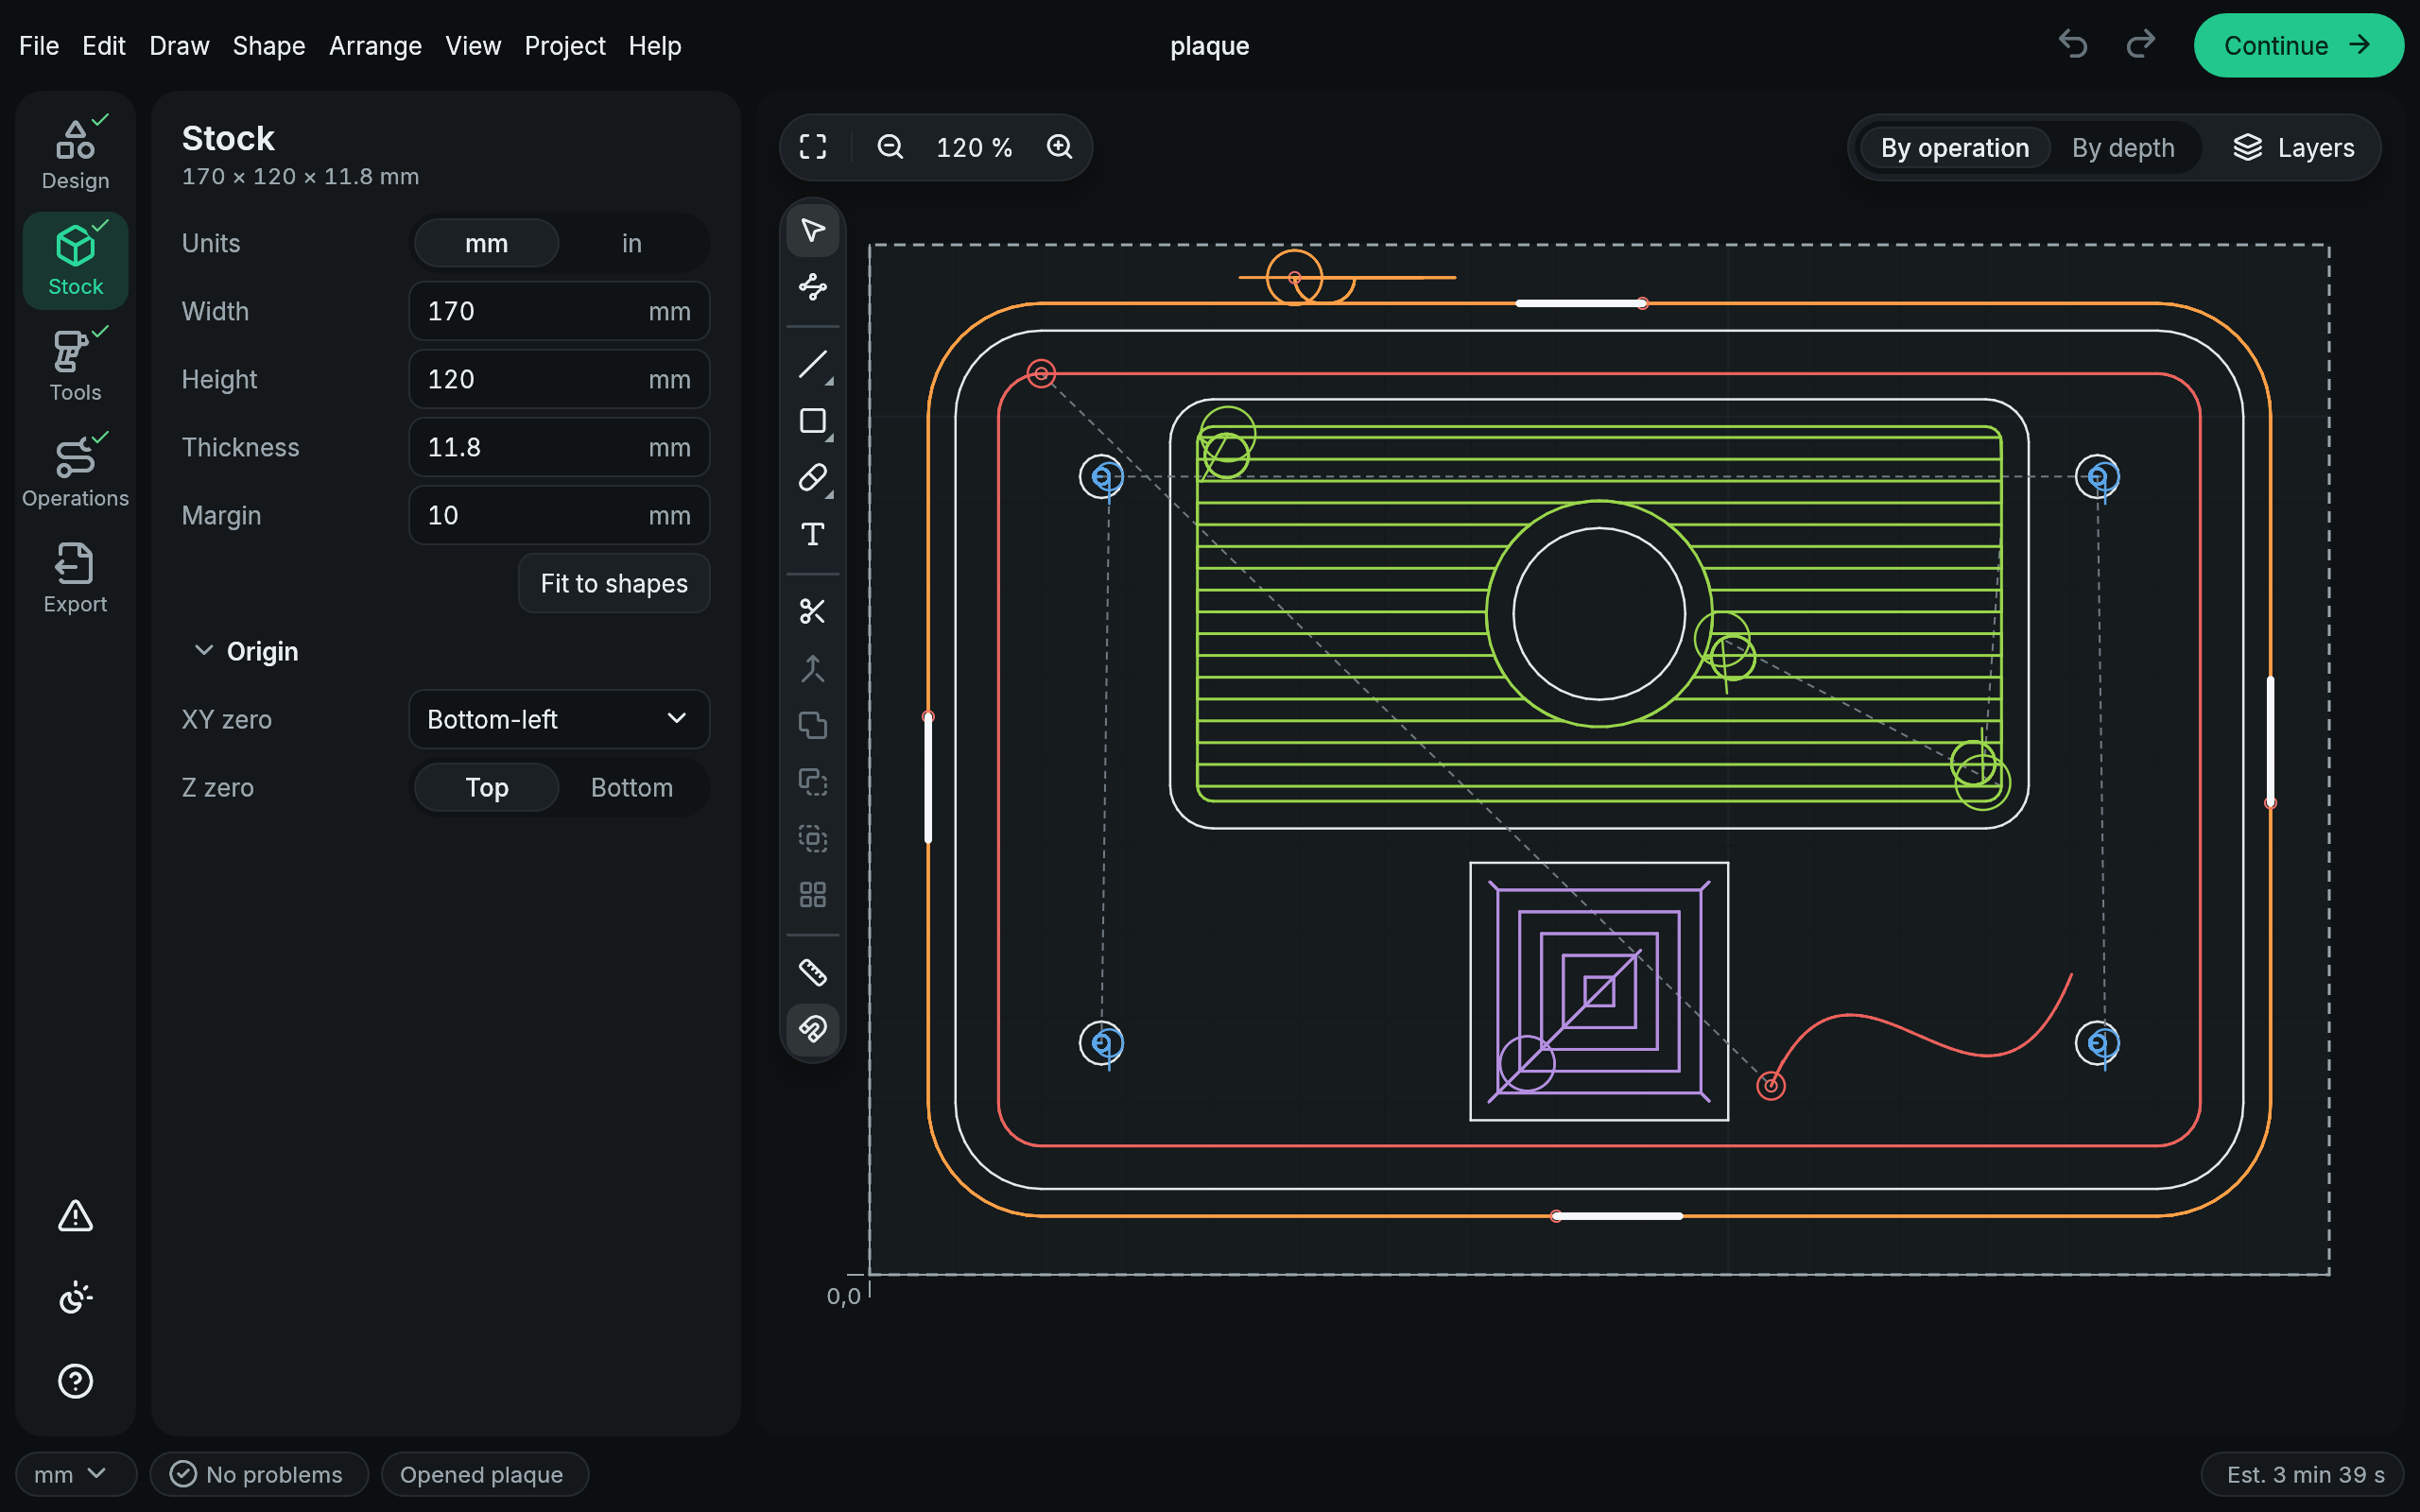 File Edit Draw Shape Arrange View Project Help
plaque
Continue
Design
Stock
Tools
Operations
Export
Stock
170 × 120 × 11.8 mm
Units mm in
Width 170 mm
Height 120 mm
Thickness 11.8 mm
Margin 10 mm
Fit to shapes
Origin
XY zero Bottom-left
Z zero Top Bottom
120 %
By operation By depth Layers
0,0
mm
No problems
Opened plaque
Est. 3 min 39 s